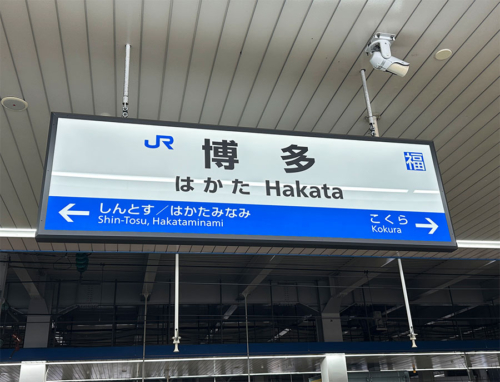 JR
博多
福
はかた Hakata
← しんとす／はかたみなみ
Shin-Tosu, Hakataminami
こくら →
Kokura